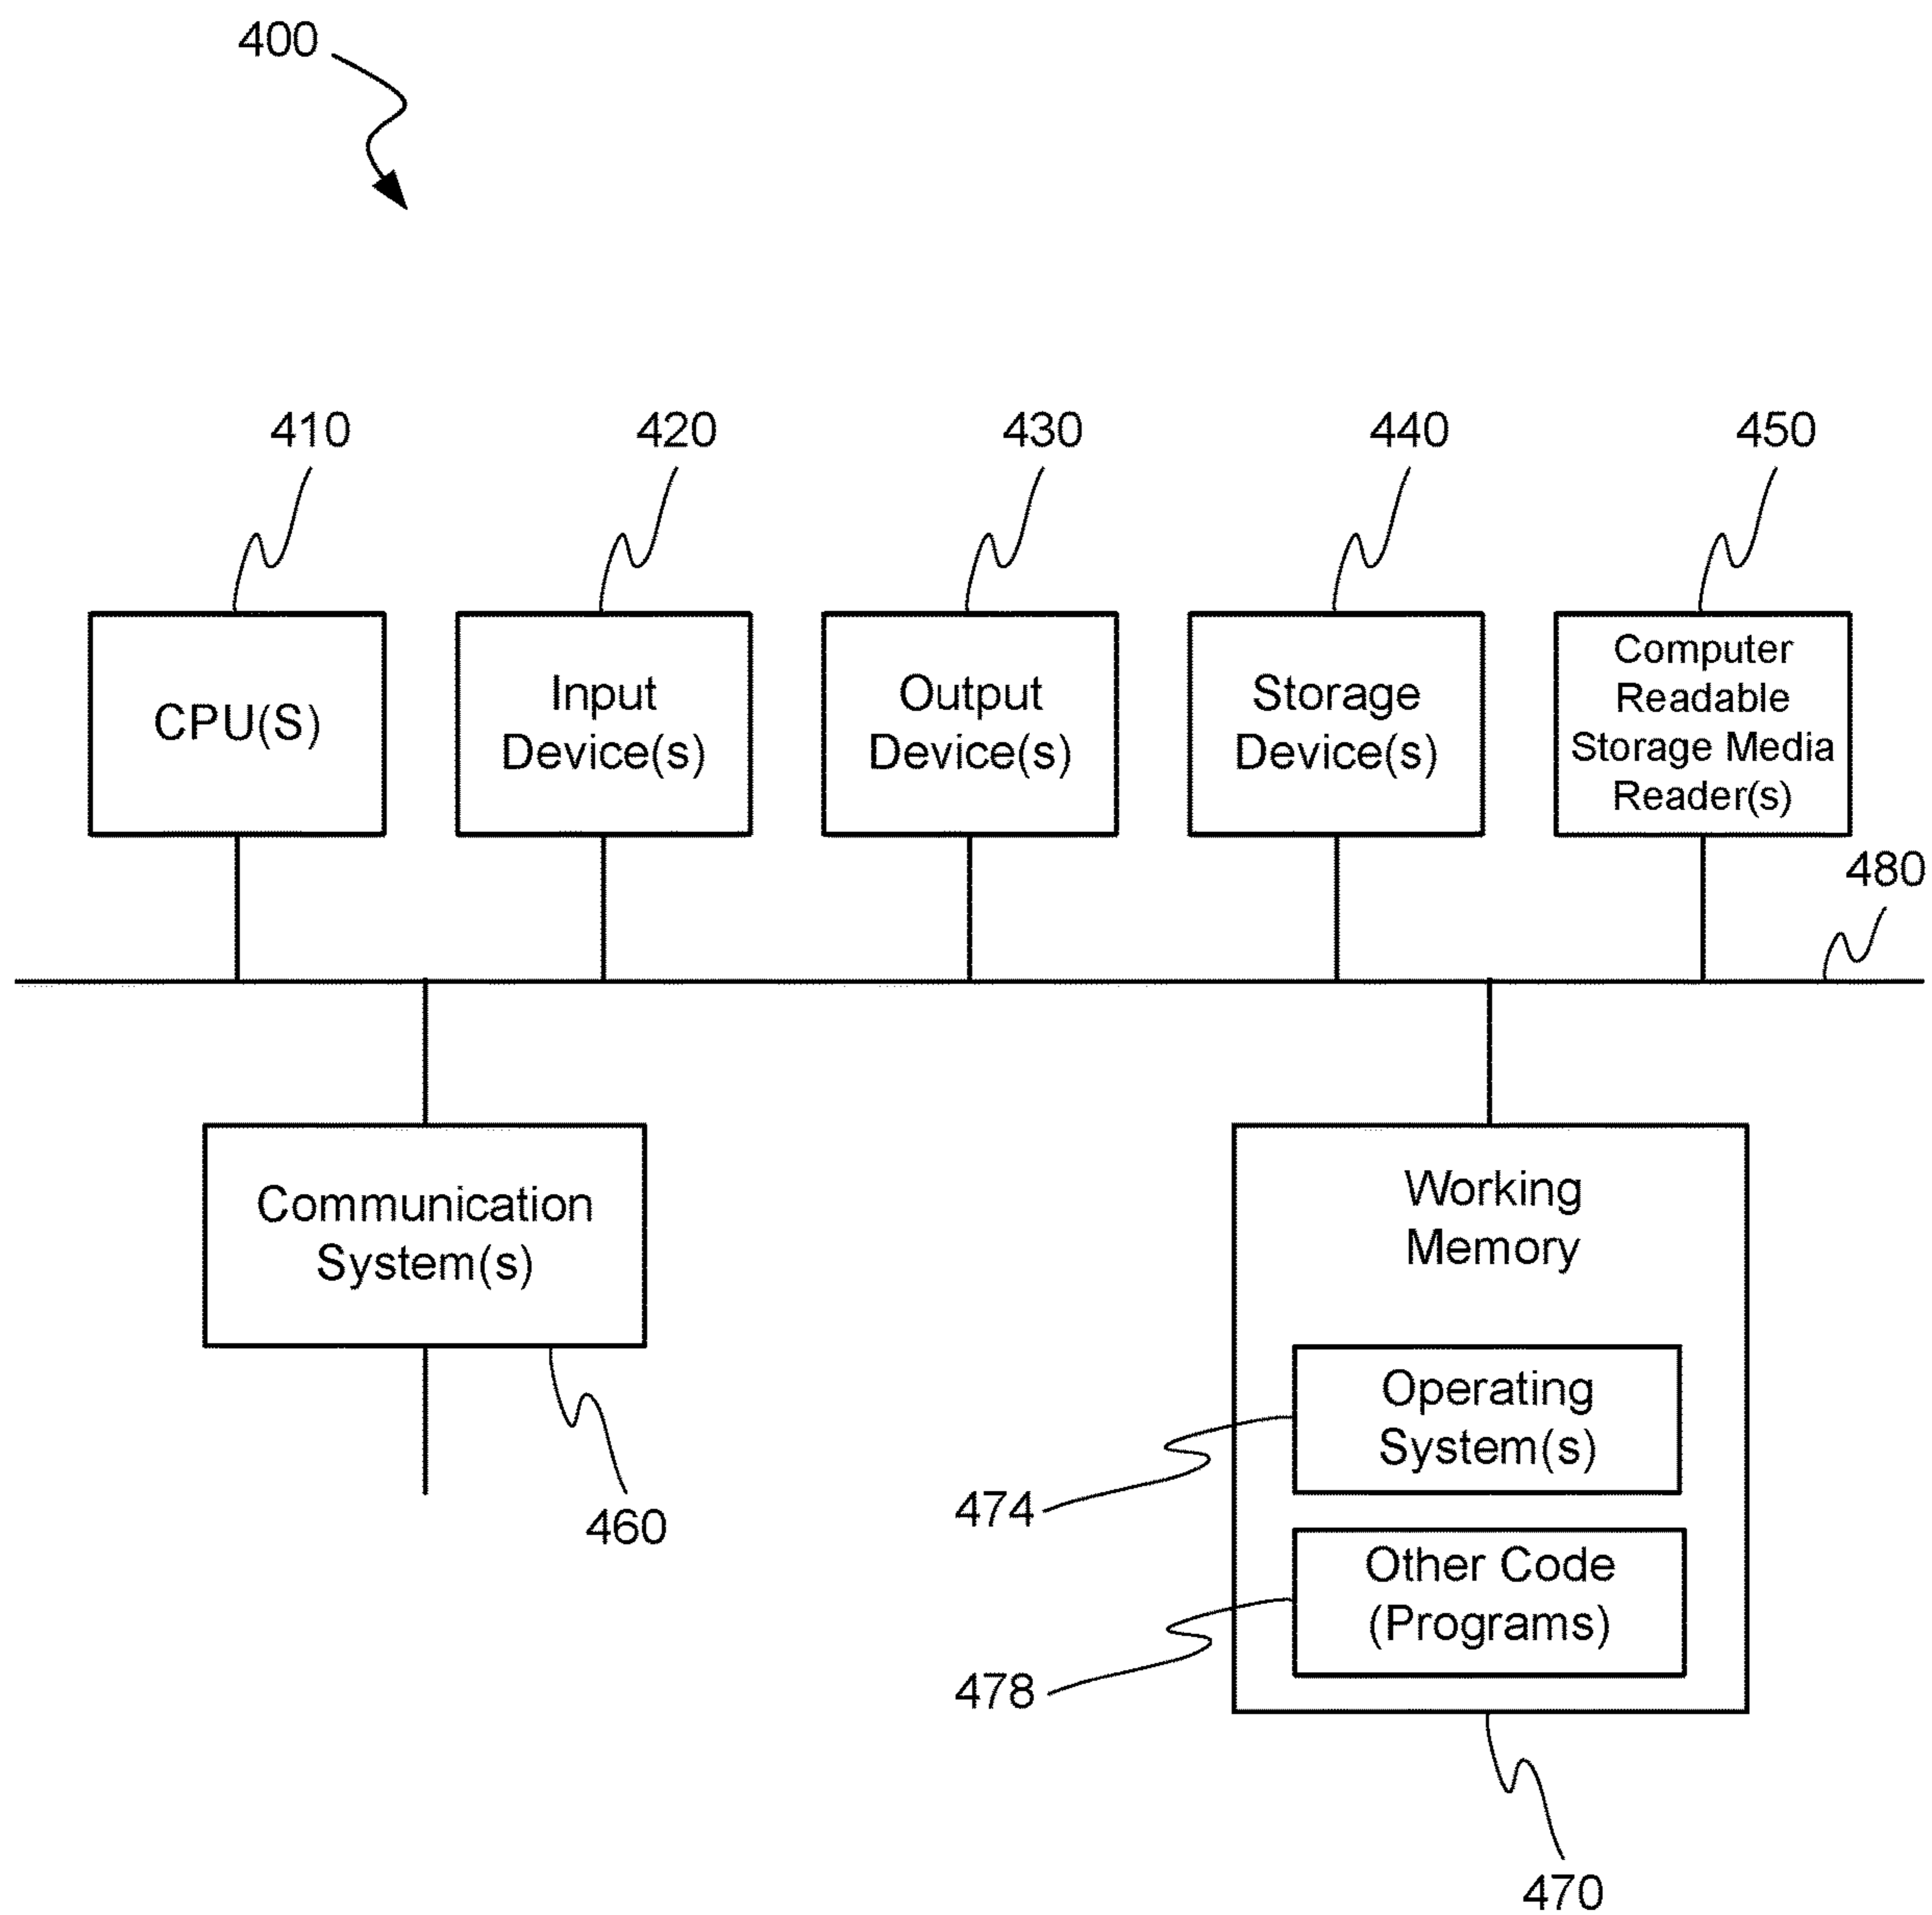 400
410
420
430
440
450
CPU(S)
Input
Device(s)
Output
Device(s)
Storage
Device(s)
Computer
Readable
Storage Media
Reader(s)
480
Communication
System(s)
460
Working
Memory
Operating
System(s)
474
Other Code
(Programs)
478
470